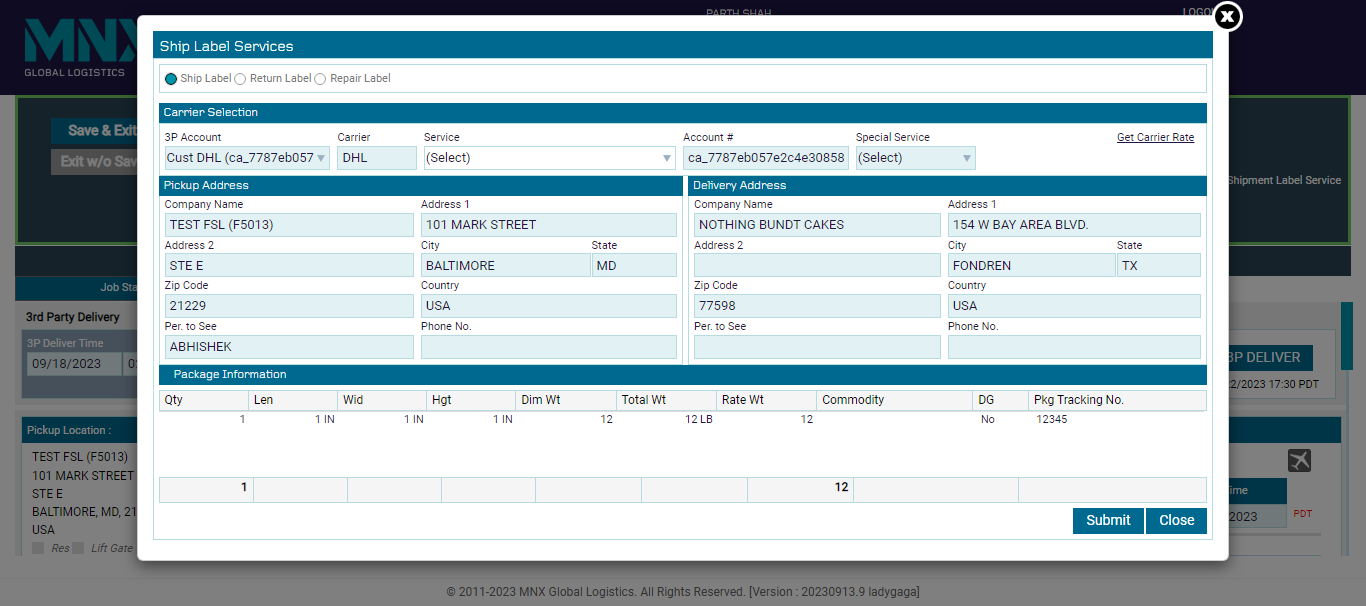 PARTH SHAH
MNX
GLOBAL LOGISTICS
X
Ship Label Services
Ship Label Return Label Repair Label
Carrier Selection
3P Account Carrier Service Account # Special Service Get Carrier Rate
Cust DHL (ca_7787eb057 DHL (Select) ca_7787eb057e2c4e30858 (Select)
Save & Exit
Exit w/o Sav
Shipment Label Service
Pickup Address
Company Name Address 1
TEST FSL (F5013) 101 MARK STREET
Address 2 City State
STE E BALTIMORE MD
Zip Code Country
21229 USA
Per. to See Phone No.
ABHISHEK
Delivery Address
Company Name Address 1
NOTHING BUNDT CAKES 154 W BAY AREA BLVD.
Address 2 City State
FONDREN TX
Zip Code Country
77598 USA
Per. to See Phone No.
Package Information
Qty Len Wid Hgt Dim Wt Total Wt Rate Wt Commodity DG Pkg Tracking No.
1 1 IN 1 IN 1 IN 12 12 LB 12 No 12345
1 12
Submit Close
Job Sta
3rd Party Delivery
3P Deliver Time
09/18/2023
3P DELIVER
2/2023 17:30 PDT
Pickup Location :
TEST FSL (F5013)
101 MARK STREET
STE E
BALTIMORE, MD, 21
USA
Res Lift Gate
ime
2023 PDT
© 2011-2023 MNX Global Logistics. All Rights Reserved. [Version : 20230913.9 ladygaga]